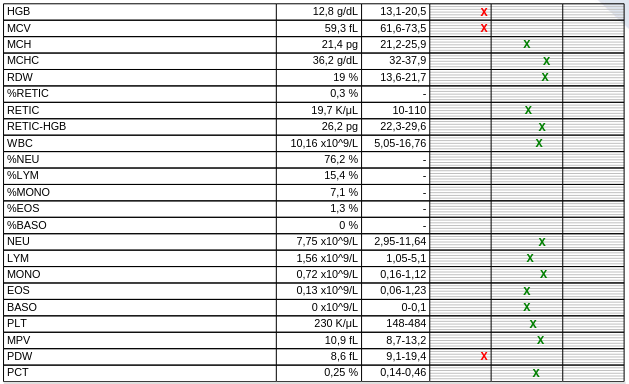 HGB 12,8 g/dL 13,1-20,5 X
MCV 59,3 fL 61,6-73,5 X
MCH 21,4 pg 21,2-25,9 X
MCHC 36,2 g/dL 32-37,9 X
RDW 19 % 13,6-21,7 X
%RETIC 0,3 % -
RETIC 19,7 K/µL 10-110 X
RETIC-HGB 26,2 pg 22,3-29,6 X
WBC 10,16 x10^9/L 5,05-16,76 X
%NEU 76,2 % -
%LYM 15,4 % -
%MONO 7,1 % -
%EOS 1,3 % -
%BASO 0 % -
NEU 7,75 x10^9/L 2,95-11,64 X
LYM 1,56 x10^9/L 1,05-5,1 X
MONO 0,72 x10^9/L 0,16-1,12 X
EOS 0,13 x10^9/L 0,06-1,23 X
BASO 0 x10^9/L 0-0,1 X
PLT 230 K/µL 148-484 X
MPV 10,9 fL 8,7-13,2 X
PDW 8,6 fL 9,1-19,4 X
PCT 0,25 % 0,14-0,46 X